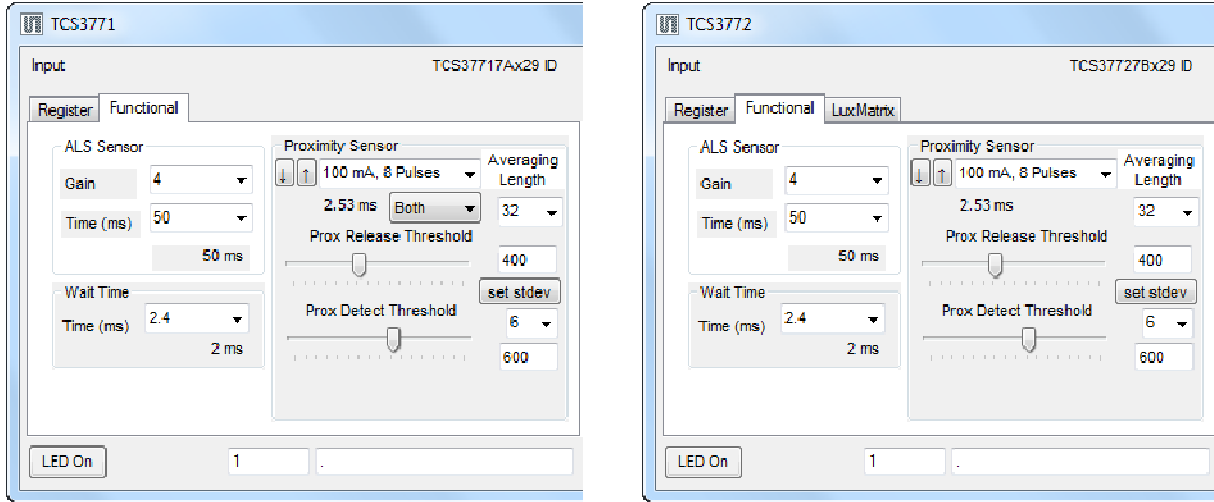 TCS3771
Input
TCS37717Ax29 ID
Register Functional
ALS Sensor
Gain 4
Time (ms) 50
50 ms
Wait Time
Time (ms) 2.4
2 ms
Proximity Sensor
↓ ↑ 100 mA, 8 Pulses
Averaging
Length
2.53 ms Both 32
Prox Release Threshold
400
set stdev
Prox Detect Threshold
6
600
LED On 1 .
TCS3772
Input
TCS37727Bx29 ID
Register Functional LuxMatrix
ALS Sensor
Gain 4
Time (ms) 50
50 ms
Wait Time
Time (ms) 2.4
2 ms
Proximity Sensor
↓ ↑ 100 mA, 8 Pulses
Averaging
Length
2.53 ms 32
Prox Release Threshold
400
set stdev
Prox Detect Threshold
6
600
LED On 1 .